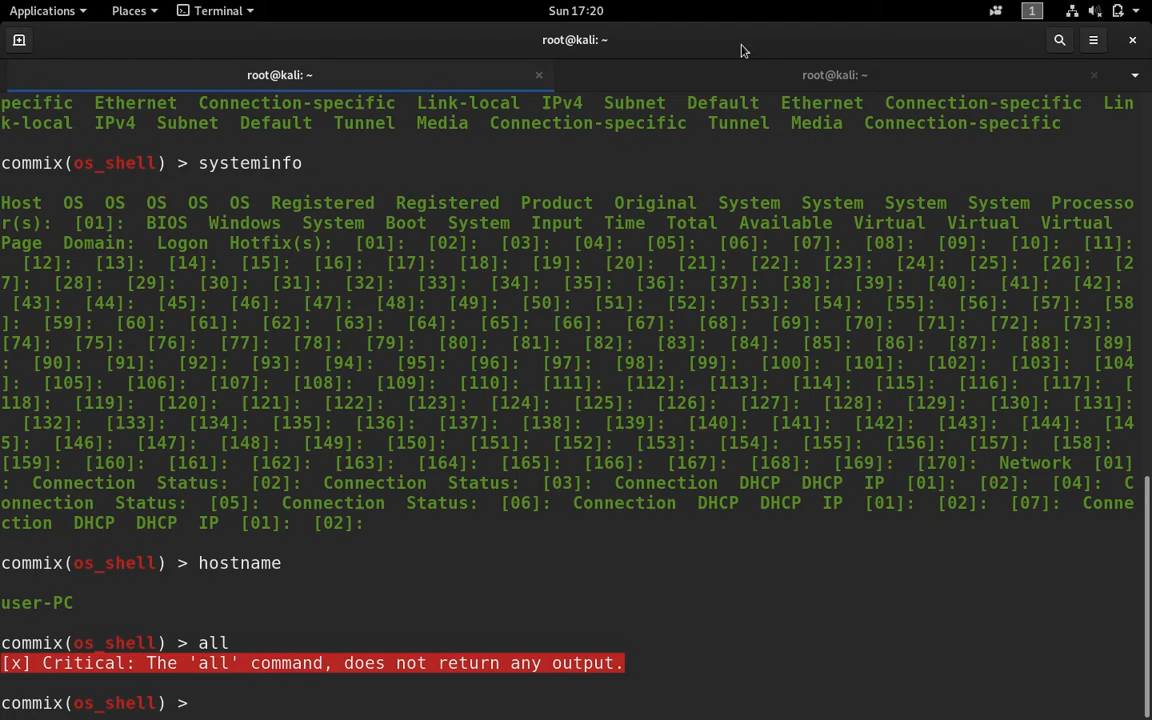 Applications Places Terminal Sun 17:20 1
root@kali: ~
root@kali: ~ root@kali: ~
pecific  Ethernet  Connection-specific  Link-local  IPv4  Subnet  Default  Ethernet  Connection-specific  Lin
k-local  IPv4  Subnet  Default  Tunnel  Media  Connection-specific  Tunnel  Media  Connection-specific
commix(os_shell) > systeminfo
Host  OS  OS  OS  OS  OS  Registered  Registered  Product  Original  System  System  System  System  Processo
r(s):  [01]:  BIOS  Windows  System  Boot  System  Input  Time  Total  Available  Virtual  Virtual  Virtual
Page  Domain:  Logon  Hotfix(s):  [01]:  [02]:  [03]:  [04]:  [05]:  [06]:  [07]:  [08]:  [09]:  [10]:  [11]:
[12]:  [13]:  [14]:  [15]:  [16]:  [17]:  [18]:  [19]:  [20]:  [21]:  [22]:  [23]:  [24]:  [25]:  [26]:  [2
7]:  [28]:  [29]:  [30]:  [31]:  [32]:  [33]:  [34]:  [35]:  [36]:  [37]:  [38]:  [39]:  [40]:  [41]:  [42]:
[43]:  [44]:  [45]:  [46]:  [47]:  [48]:  [49]:  [50]:  [51]:  [52]:  [53]:  [54]:  [55]:  [56]:  [57]:  [58
]:  [59]:  [60]:  [61]:  [62]:  [63]:  [64]:  [65]:  [66]:  [67]:  [68]:  [69]:  [70]:  [71]:  [72]:  [73]:
[74]:  [75]:  [76]:  [77]:  [78]:  [79]:  [80]:  [81]:  [82]:  [83]:  [84]:  [85]:  [86]:  [87]:  [88]:  [89]
:  [90]:  [91]:  [92]:  [93]:  [94]:  [95]:  [96]:  [97]:  [98]:  [99]:  [100]:  [101]:  [102]:  [103]:  [104
]:  [105]:  [106]:  [107]:  [108]:  [109]:  [110]:  [111]:  [112]:  [113]:  [114]:  [115]:  [116]:  [117]:  [
118]:  [119]:  [120]:  [121]:  [122]:  [123]:  [124]:  [125]:  [126]:  [127]:  [128]:  [129]:  [130]:  [131]:
[132]:  [133]:  [134]:  [135]:  [136]:  [137]:  [138]:  [139]:  [140]:  [141]:  [142]:  [143]:  [144]:  [14
5]:  [146]:  [147]:  [148]:  [149]:  [150]:  [151]:  [152]:  [153]:  [154]:  [155]:  [156]:  [157]:  [158]:
[159]:  [160]:  [161]:  [162]:  [163]:  [164]:  [165]:  [166]:  [167]:  [168]:  [169]:  [170]:  Network  [01]
:  Connection  Status:  [02]:  Connection  Status:  [03]:  Connection  DHCP  DHCP  IP  [01]:  [02]:  [04]:  C
onnection  Status:  [05]:  Connection  Status:  [06]:  Connection  DHCP  DHCP  IP  [01]:  [02]:  [07]:  Conne
ction  DHCP  DHCP  IP  [01]:  [02]:
commix(os_shell) > hostname
user-PC
commix(os_shell) > all
[x] Critical: The 'all' command, does not return any output.
commix(os_shell) >